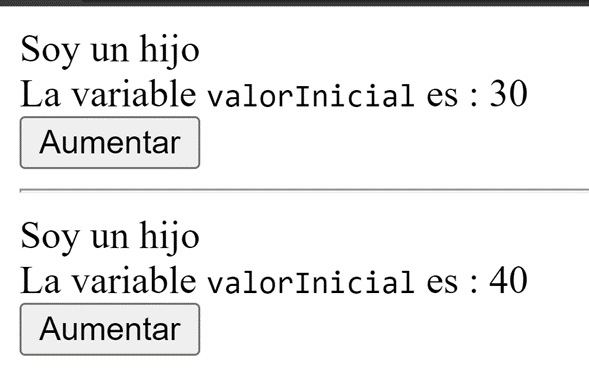 Soy un hijo
La variable valorInicial es : 30
Aumentar
Soy un hijo
La variable valorInicial es : 40
Aumentar